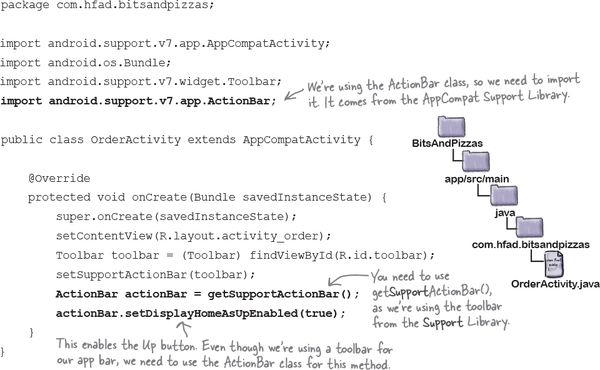 package com.hfad.bitsandpizzas;
import android.support.v7.app.AppCompatActivity;
import android.os.Bundle;
import android.support.v7.widget.Toolbar;
import android.support.v7.app.ActionBar;
We're using the ActionBar class, so we need to import
it. It comes from the AppCompat Support Library.
public class OrderActivity extends AppCompatActivity {
@Override
protected void onCreate(Bundle savedInstanceState) {
super.onCreate(savedInstanceState);
setContentView(R.layout.activity_order);
Toolbar toolbar = (Toolbar) findViewById(R.id.toolbar);
setSupportActionBar(toolbar);
ActionBar actionBar = getSupportActionBar();
actionBar.setDisplayHomeAsUpEnabled(true);
}
}
You need to use
getSupportActionBar(),
as we're using the toolbar
from the Support Library.
This enables the Up button. Even though we're using a toolbar for
our app bar, we need to use the ActionBar class for this method.
BitsAndPizzas
app/src/main
java
com.hfad.bitsandpizzas
OrderActivity.java